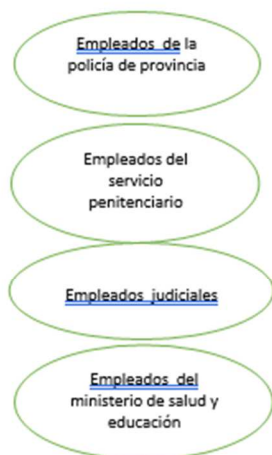 Empleados de la
policía de provincia
Empleados del
servicio
penitenciario
Empleados judiciales
Empleados del
ministerio de salud y
educación